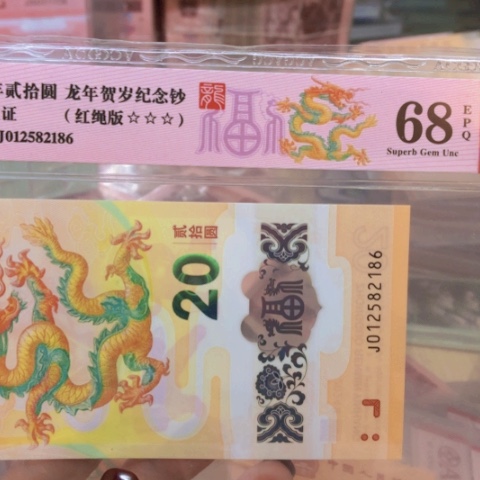 年贰拾圆 龙年贺岁纪念钞
证 (红绳版☆☆☆)
J012582186
龍
福
68
EPQ
Superb Gem Unc
贰拾圆
20
福
J012582186